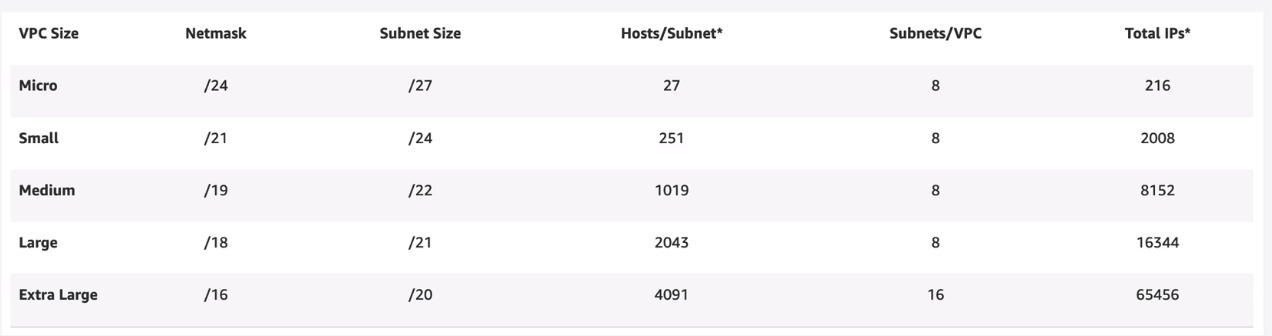 VPC Size Netmask Subnet Size Hosts/Subnet* Subnets/VPC Total IPs*
Micro /24 /27 27 8 216
Small /21 /24 251 8 2008
Medium /19 /22 1019 8 8152
Large /18 /21 2043 8 16344
Extra Large /16 /20 4091 16 65456